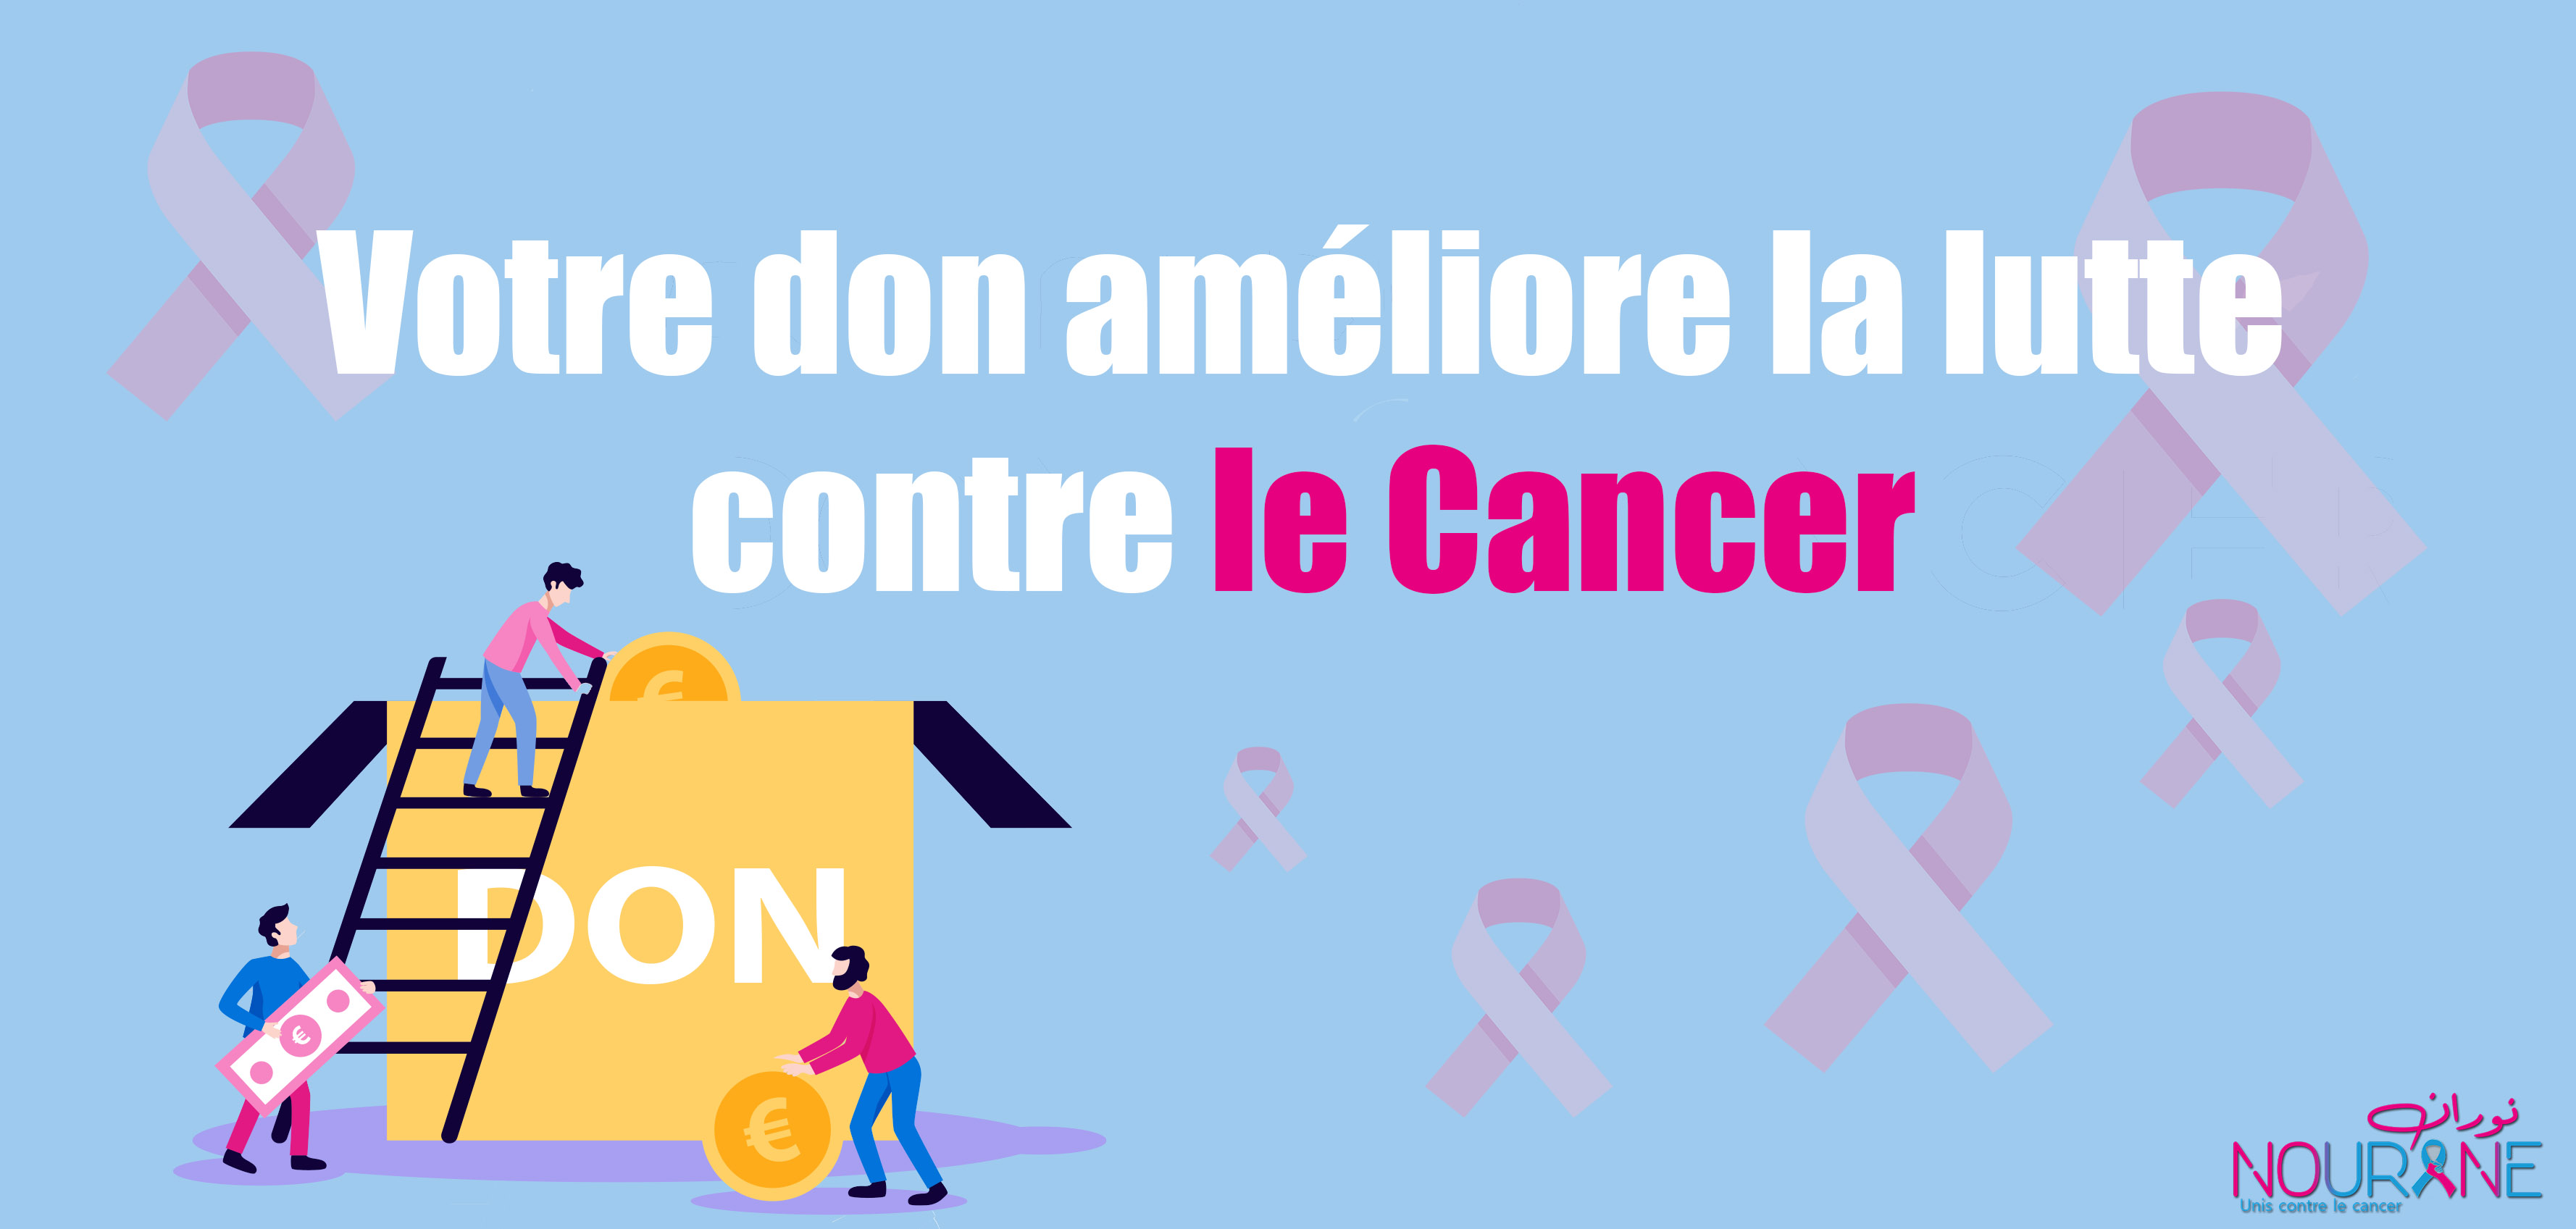 Votre don améliore la lutte
contre le Cancer
€
DON
€
€
نوران
NOURANE
Unis contre le cancer